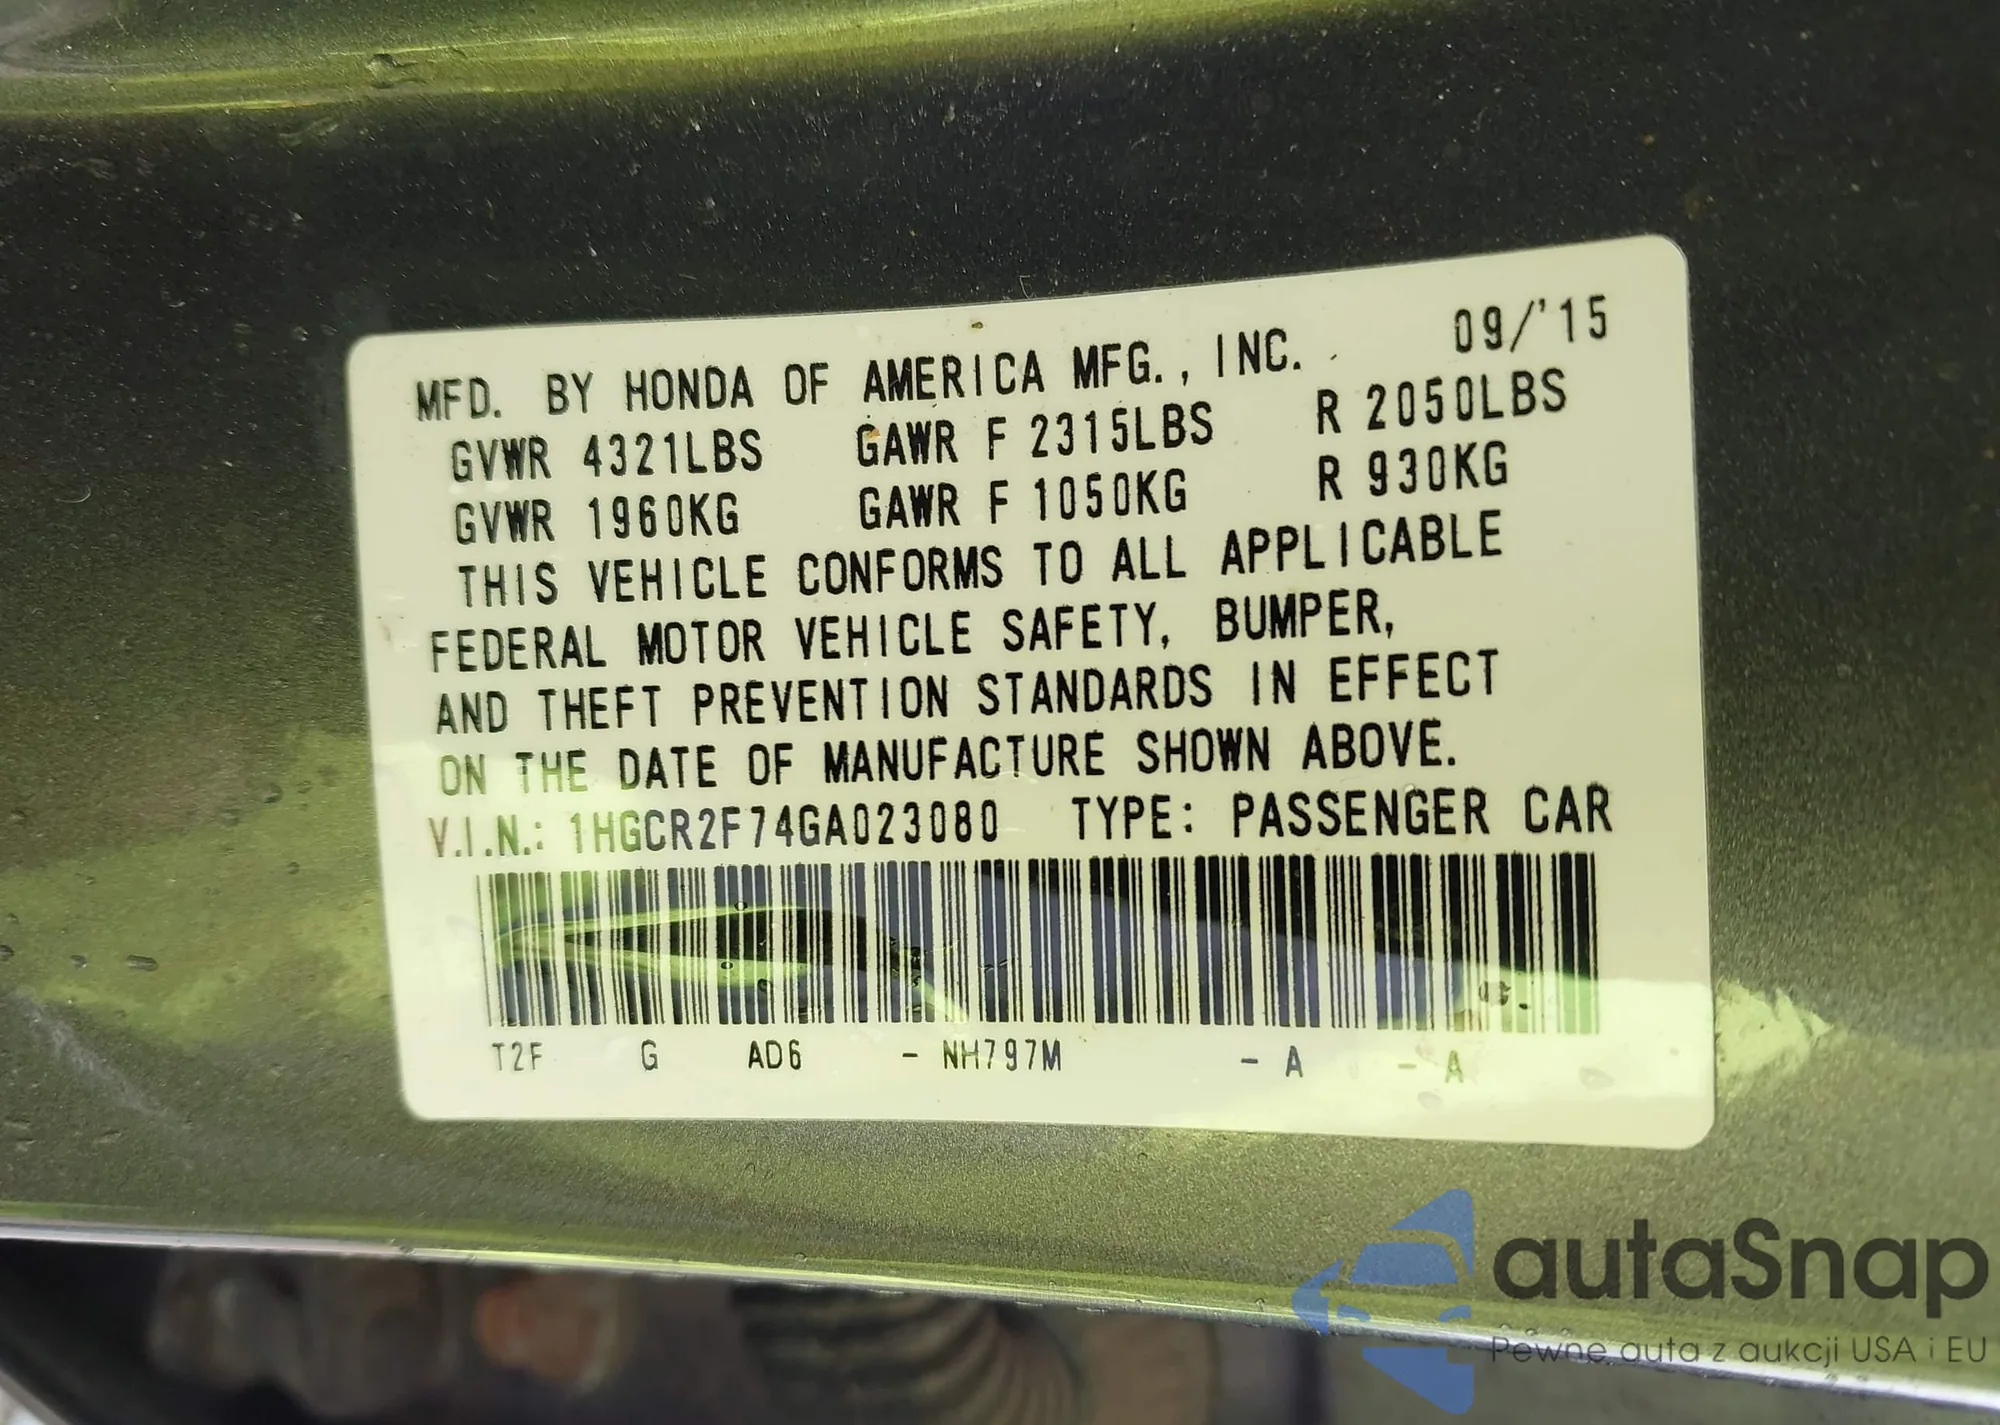 09/'15
MFD. BY HONDA OF AMERICA MFG., INC.
GVWR 4321LBS GAWR F 2315LBS R 2050LBS
GVWR 1960KG GAWR F 1050KG R 930KG
THIS VEHICLE CONFORMS TO ALL APPLICABLE
FEDERAL MOTOR VEHICLE SAFETY, BUMPER,
AND THEFT PREVENTION STANDARDS IN EFFECT
ON THE DATE OF MANUFACTURE SHOWN ABOVE.
V.I.N.: 1HGCR2F74GA023080 TYPE: PASSENGER CAR
T2F G AD6 - NH797M - A - A
autaSnap
Pewne auta z aukcji USA i EU